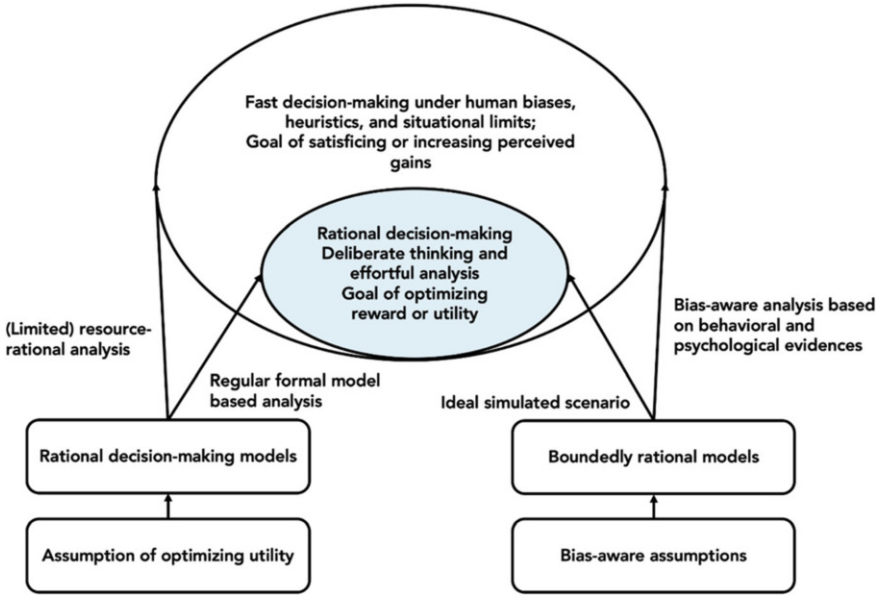 Fast decision-making under human biases,
heuristics, and situational limits;
Goal of satisficing or increasing perceived
gains
Rational decision-making
Deliberate thinking and
effortful analysis
Goal of optimizing
reward or utility
(Limited) resource-
rational analysis
Bias-aware analysis based
on behavioral and
psychological evidences
Regular formal model
based analysis
Ideal simulated scenario
Rational decision-making models
Boundedly rational models
Assumption of optimizing utility
Bias-aware assumptions